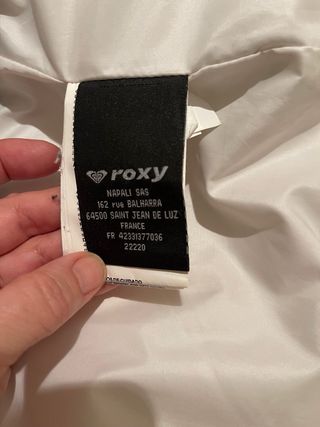 roxy
NAPALI SAS
162 rue BALHARRA
64500 SAINT JEAN DE LUZ
FRANCE
FR 42331377036
22220